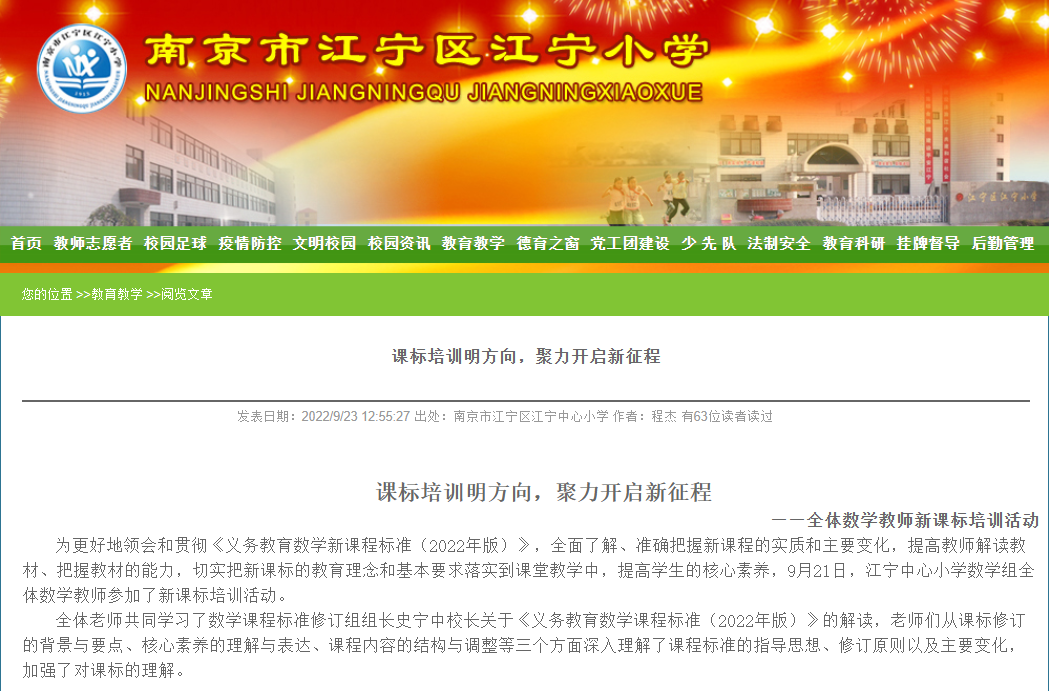 南京市江宁区江宁小学
NANJINGSHI JIANGNINGQU JIANGNINGXIAOXUE
首页 教师志愿者 校园足球 疫情防控 文明校园 校园资讯 教育教学 德育之窗 党工团建设 少 先 队 法制安全 教育科研 挂牌督导 后勤管理
您的位置 >>教育教学 >>阅览文章
课标培训明方向，聚力开启新征程
发表日期：2022/9/23 12:55:27 出处：南京市江宁区江宁中心小学 作者：程杰 有63位读者读过
课标培训明方向，聚力开启新征程
——全体数学教师新课标培训活动
为更好地领会和贯彻《义务教育数学新课程标准（2022年版）》，全面了解、准确把握新课程的实质和主要变化，提高教师解读教
材、把握教材的能力，切实把新课标的教育理念和基本要求落实到课堂教学中，提高学生的核心素养，9月21日，江宁中心小学数学组全
体数学教师参加了新课标培训活动。
全体老师共同学习了数学课程标准修订组组长史宁中校长关于《义务教育数学课程标准（2022年版）》的解读，老师们从课标修订
的背景与要点、核心素养的理解与表达、课程内容的结构与调整等三个方面深入理解了课程标准的指导思想、修订原则以及主要变化，
加强了对课标的理解。